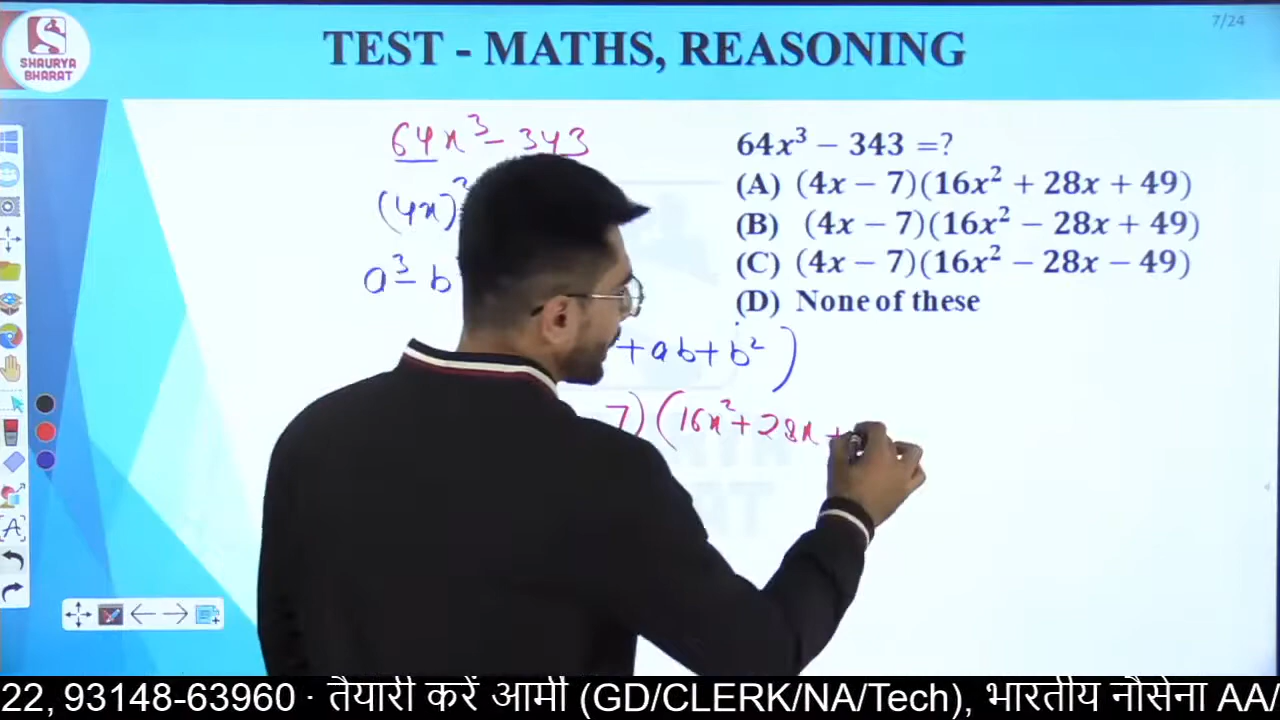 7/24
SHAURYA
BHARAT
TEST - MATHS, REASONING
64x³ - 343
(4x)
a³ - b
+ ab + b²)
7) (16x² + 28x +
64x³ − 343 =?
(A) (4x − 7)(16x² + 28x + 49)
(B) (4x − 7)(16x² − 28x + 49)
(C) (4x − 7)(16x² − 28x − 49)
(D) None of these
22, 93148-63960 · तैयारी करें आर्मी (GD/CLERK/NA/Tech), भारतीय नौसेना AA/